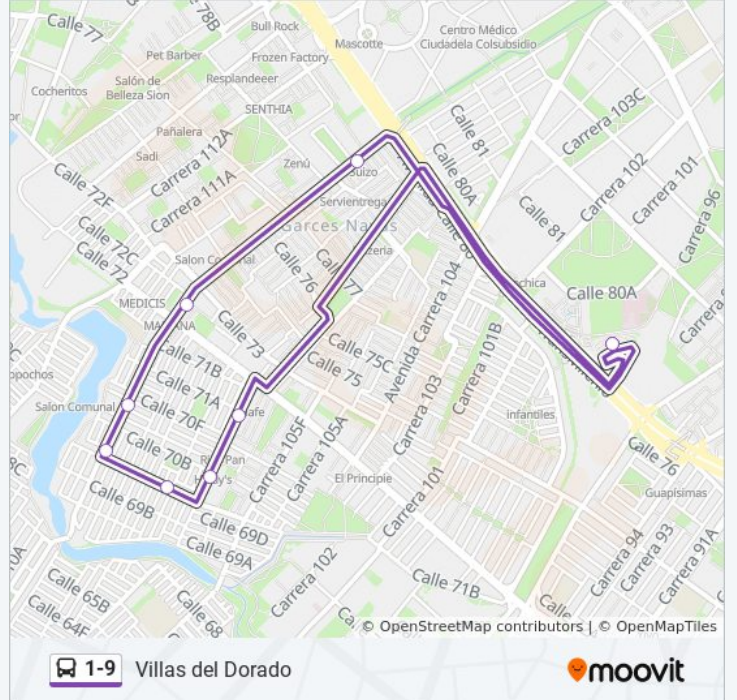 Calle 77
Calle 78B
Bull Rock
Mascotte
Centro Médico
Ciudadela Colsubsidio
Pet Barber
Frozen Factory
Salón de
Belleza Sion
Resplandeeer
Cocheritos
SENTHIA
Calle 81
Carrera 103C
Pañalera
Carrera 112A
Sadi
Zenú
Suizo
Calle 80A
Carrera 102
Carrera 101
Calle 72F
Carrera 111A
Servientrega
Carrera 96
Calle 81
Garces Navas
Calle 72C
Calle 72
Salon Comunal
Calle 76
Calle 77
Calle 80A
MEDICIS
Calle 73
Avenida Carrera 104
Carrera 101B
Calle 71B
Calle 75C
Calle 75
Calle 71A
Carrera 103
Salon Comunal
Calle 70F
infantiles
Calle 70B
Carrera 105F
Carrera 105A
Calle 76
El Principie
Calle 69B
Carrera 101
Guapisimas
Calle 69D
Calle 69A
Carrera 94
Carrera 93
Carrera 91A
Carrera 102
Calle 65B
Calle 71B
Calle 68
Calle 64F
Calle
© OpenStreetMap contributors | © OpenMapTiles
1-9 Villas del Dorado
moovit